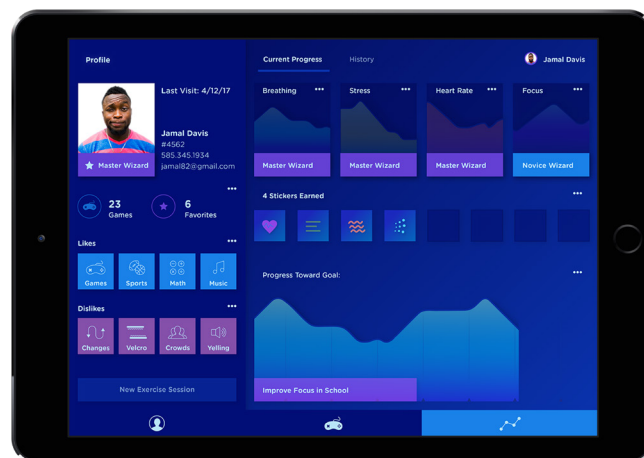 Profile
Last Visit: 4/12/17
Jamal Davis
#4562
585.345.1934
jamal82@gmail.com
Master Wizard
23
Games
6
Favorites
Likes
Games
Sports
Math
Music
Dislikes
Changes
Velcro
Crowds
Yelling
New Exercise Session
Current Progress
History
Jamal Davis
Breathing
Stress
Heart Rate
Focus
Master Wizard
Master Wizard
Master Wizard
Novice Wizard
4 Stickers Earned
Progress Toward Goal:
Improve Focus in School